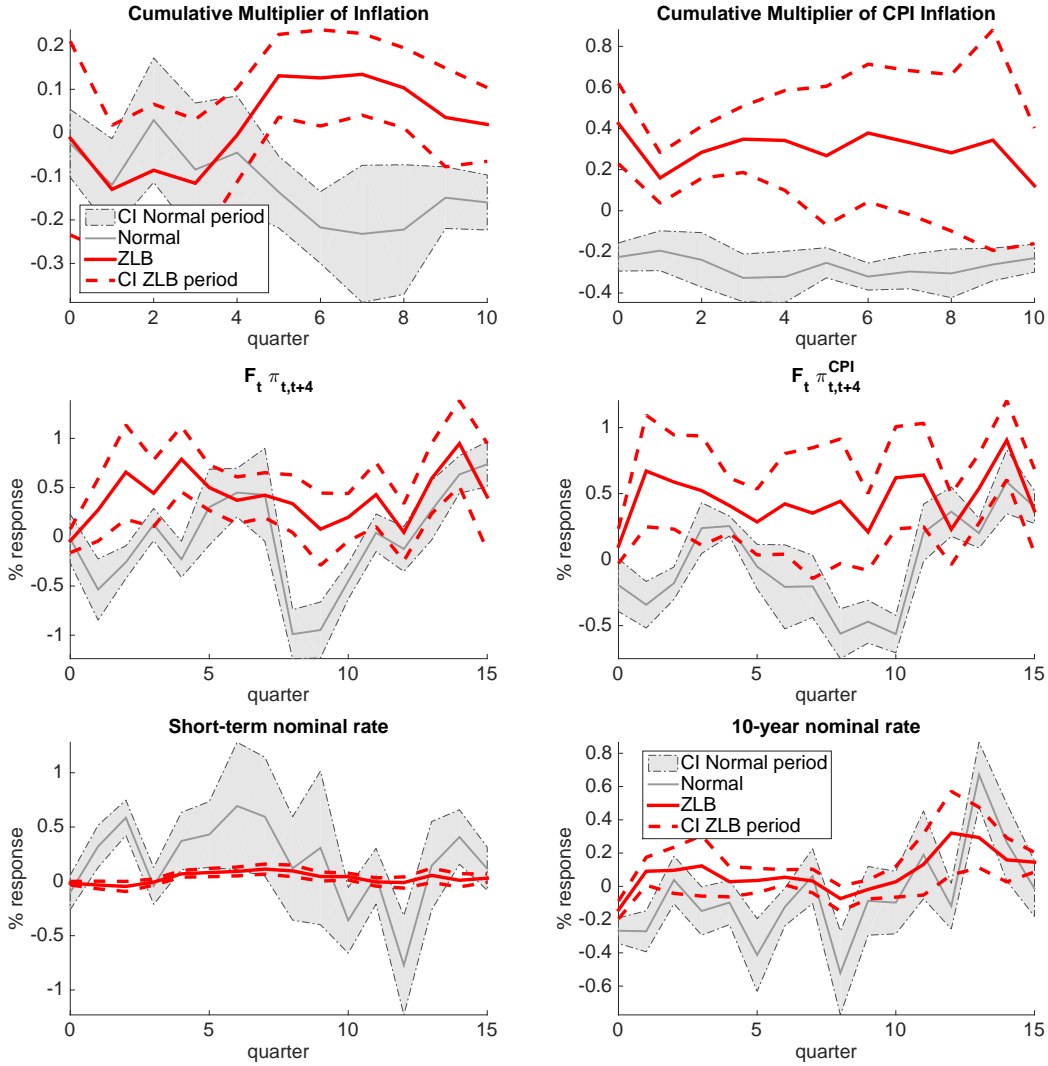 Cumulative Multiplier of Inflation
0.2
0.1
0
-0.1
-0.2
-0.3
CI Normal period
Normal
ZLB
CI ZLB period
0 2 4 6 8 10
quarter
Cumulative Multiplier of CPI Inflation
0.8
0.6
0.4
0.2
0
-0.2
-0.4
0 2 4 6 8 10
quarter
F_t π_{t,t+4}
% response
1
0.5
0
-0.5
-1
0 5 10 15
quarter
F_t π_{t,t+4}^{CPI}
% response
1
0.5
0
-0.5
0 5 10 15
quarter
Short-term nominal rate
% response
1
0.5
0
-0.5
-1
0 5 10 15
quarter
10-year nominal rate
% response
0.8
0.6
0.4
0.2
0
-0.2
-0.4
-0.6
CI Normal period
Normal
ZLB
CI ZLB period
0 5 10 15
quarter